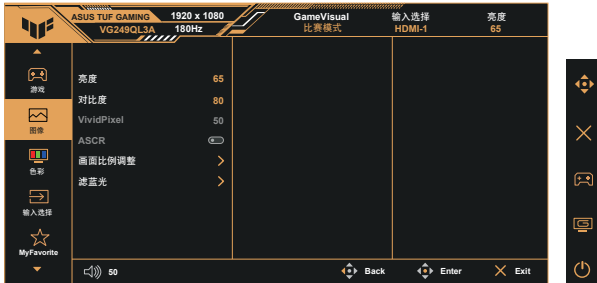 ASUS TUF GAMING 1920 x 1080
VG249QL3A 180Hz
GameVisual
比赛模式
输入选择
HDMI-1
亮度
65
游戏
图像
色彩
输入选择
MyFavorite
亮度 65
对比度 80
VividPixel 50
ASCR
画面比例调整
滤蓝光
50
Back
Enter
Exit